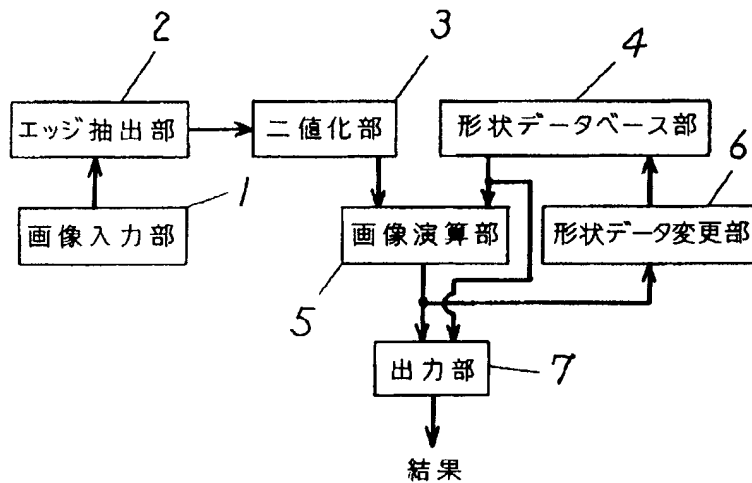 2
3
4
エッジ抽出部
二値化部
形状データベース部
6
1
画像入力部
画像演算部
形状データ変更部
5
出力部
7
結果